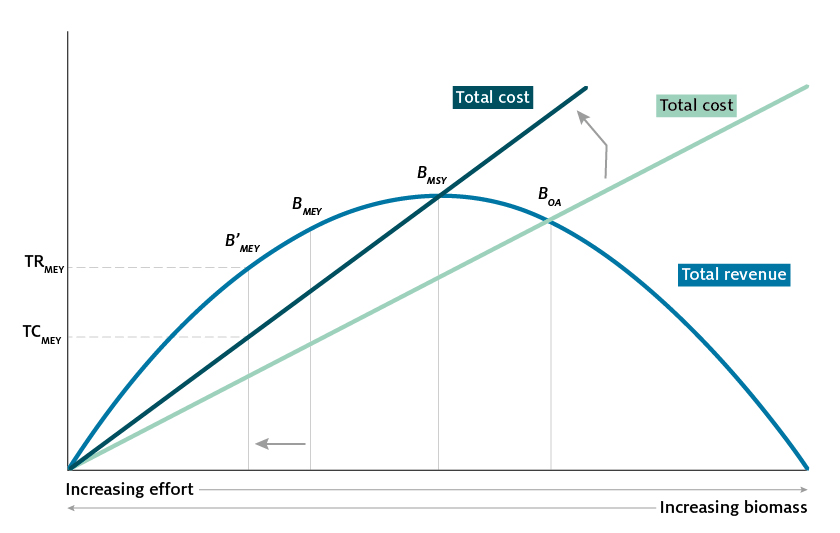 Total cost
Total cost
B_MSY
B_OA
B_MEY
B'_MEY
TR_MEY
Total revenue
TC_MEY
Increasing effort
Increasing biomass